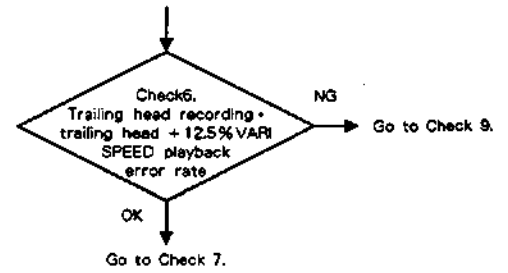 Check6.
Trailing head recording •
trailing head + 12.5% VARI
SPEED playback
error rate
NG
Go to Check 9.
OK
Go to Check 7.